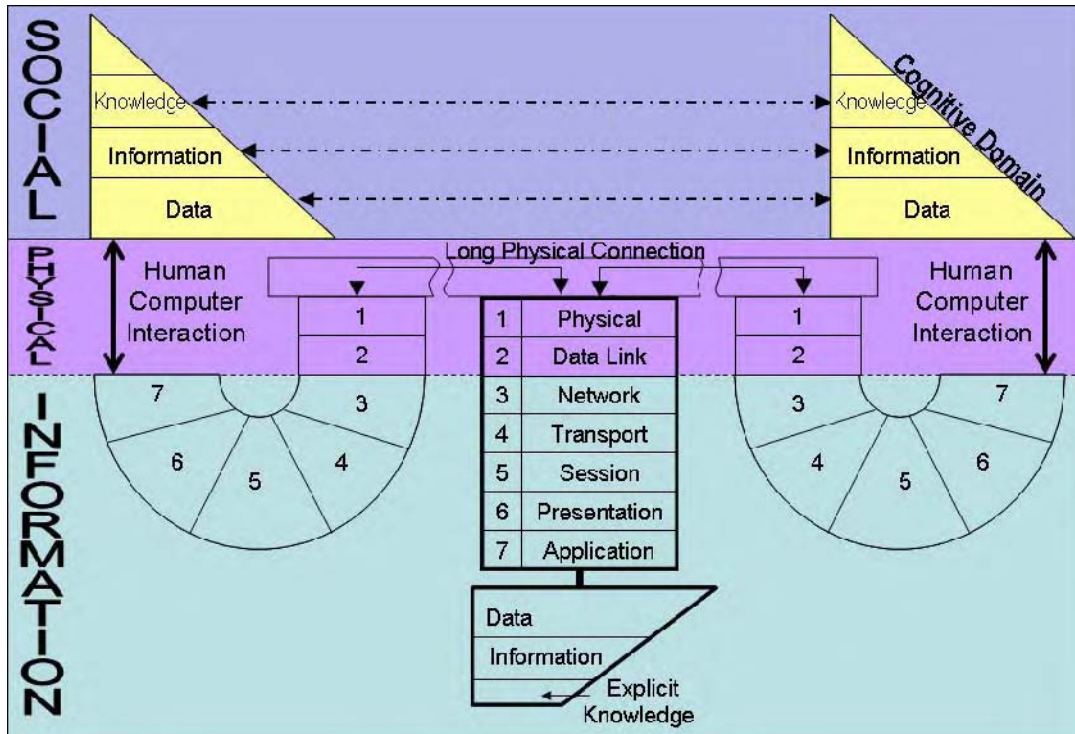 SOCIAL
Knowledge
Information
Data
Knowledge
Information
Data
Cognitive Domain
PHYSICAL
Human
Computer
Interaction
Long Physical Connection
Human
Computer
Interaction
1
2
1 Physical
2 Data Link
3 Network
4 Transport
5 Session
6 Presentation
7 Application
1
2
INFORMATION
7
6
5
4
3
3
4
5
6
7
Data
Information
Explicit
Knowledge